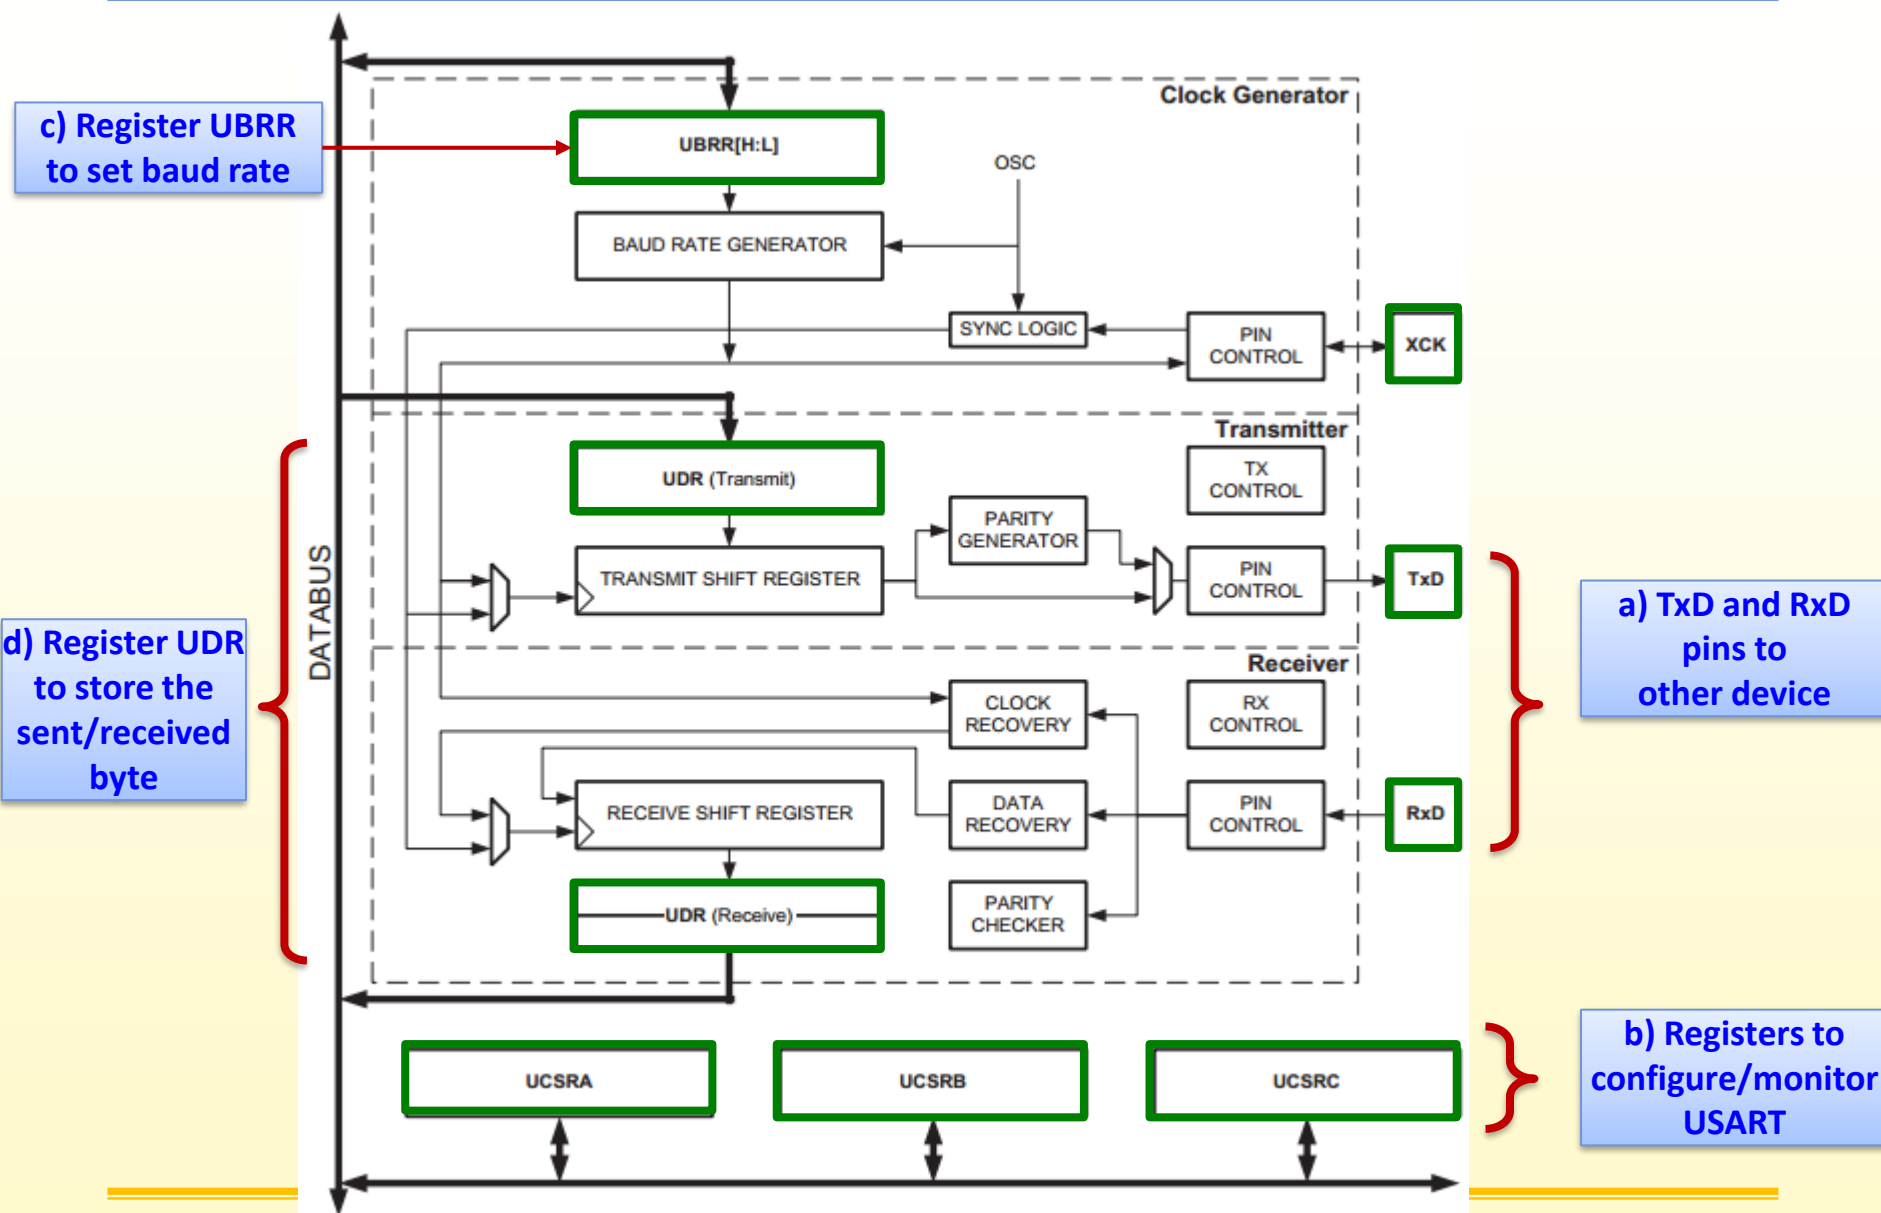 c) Register UBRR
to set baud rate
Clock Generator
UBRR[H:L]
OSC
BAUD RATE GENERATOR
SYNC LOGIC
PIN
CONTROL
XCK
Transmitter
UDR (Transmit)
TX
CONTROL
PARITY
GENERATOR
TRANSMIT SHIFT REGISTER
PIN
CONTROL
TxD
a) TxD and RxD
pins to
other device
DATABUS
d) Register UDR
to store the
sent/received
byte
Receiver
CLOCK
RECOVERY
RX
CONTROL
RECEIVE SHIFT REGISTER
DATA
RECOVERY
PIN
CONTROL
RxD
UDR (Receive)
PARITY
CHECKER
UCSRA
UCSRB
UCSRC
b) Registers to
configure/monitor
USART